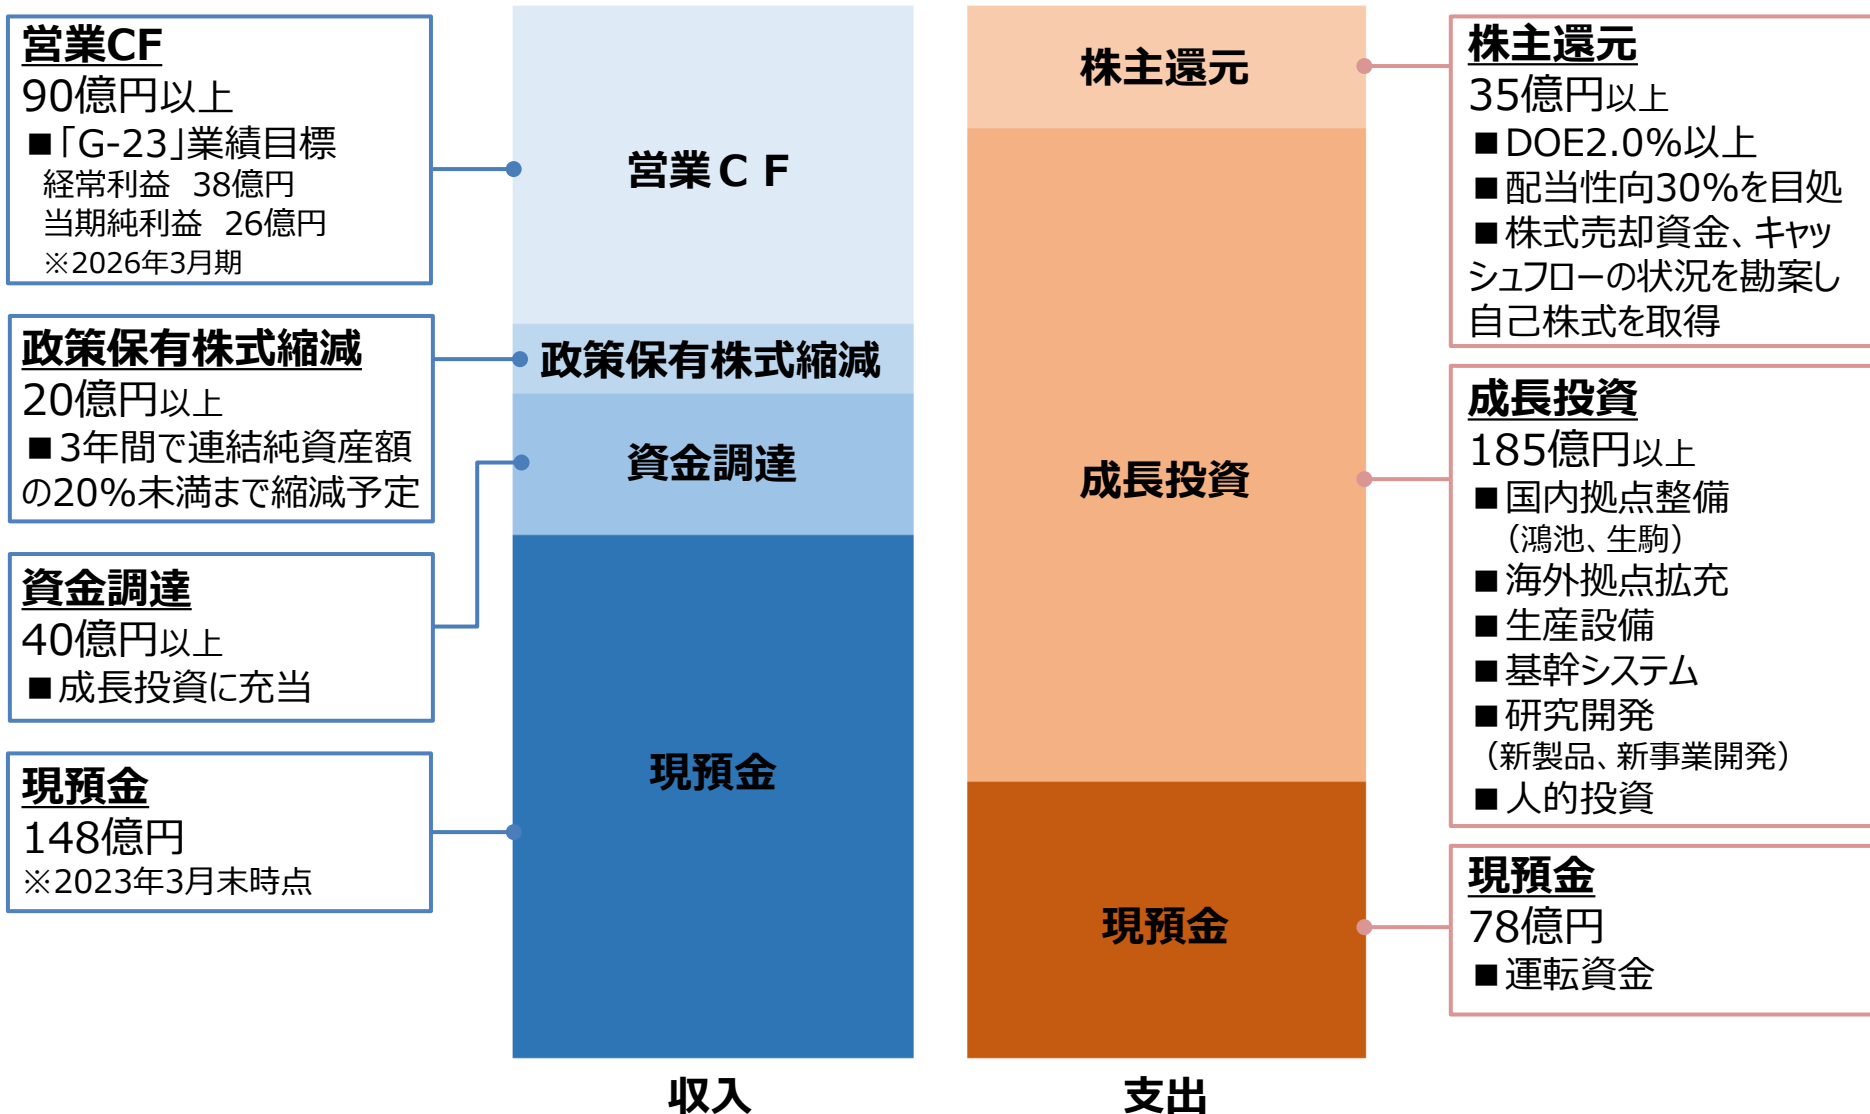 営業CF
90億円以上
■「G-23」業績目標
経常利益 38億円
当期純利益 26億円
※2026年3月期
政策保有株式縮減
20億円以上
■3年間で連結純資産額
の20%未満まで縮減予定
資金調達
40億円以上
■成長投資に充当
現預金
148億円
※2023年3月末時点
営業ＣＦ
政策保有株式縮減
資金調達
現預金
収入
株主還元
成長投資
現預金
支出
株主還元
35億円以上
■DOE2.0%以上
■配当性向30%を目処
■株式売却資金、キャッ
シュフローの状況を勘案し
自己株式を取得
成長投資
185億円以上
■国内拠点整備
（鴻池、生駒）
■海外拠点拡充
■生産設備
■基幹システム
■研究開発
（新製品、新事業開発）
■人的投資
現預金
78億円
■運転資金